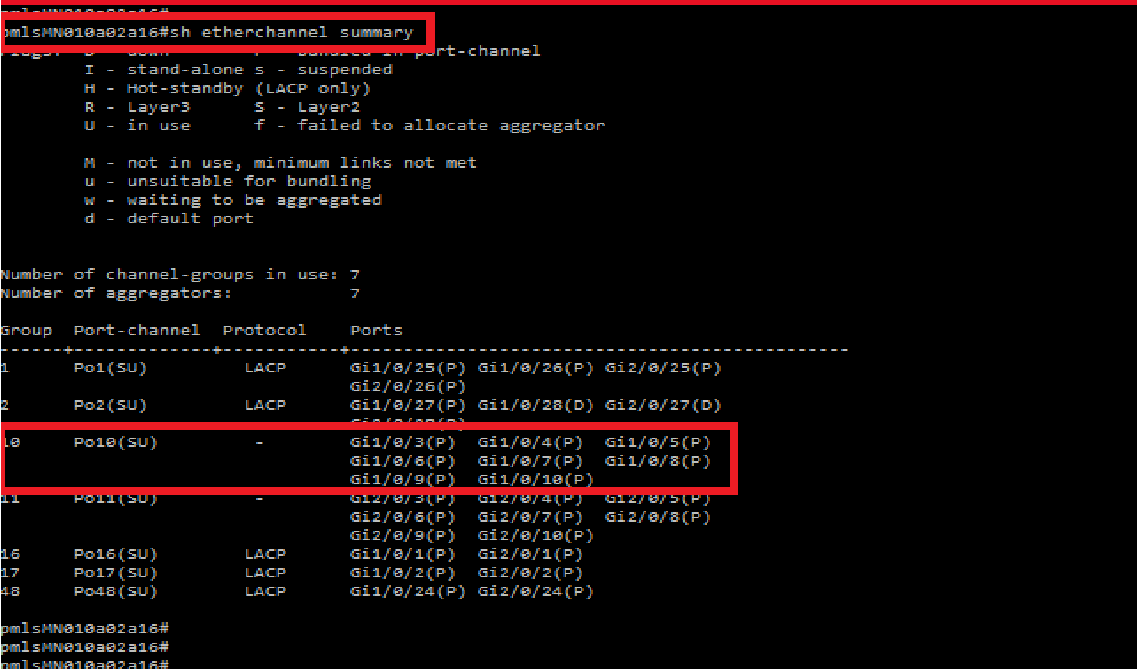 pmlsMN010a02a16#
pmlsMN010a02a16#sh etherchannel summary
in port-channel
I - stand-alone s - suspended
H - Hot-standby (LACP only)
R - Layer3      S - Layer2
U - in use      f - failed to allocate aggregator
M - not in use, minimum links not met
u - unsuitable for bundling
w - waiting to be aggregated
d - default port
Number of channel-groups in use: 7
Number of aggregators:           7
Group  Port-channel  Protocol    Ports
------+-------------+-----------+-----------------------------------------------
1      Po1(SU)         LACP      Gi1/0/25(P) Gi1/0/26(P) Gi2/0/25(P)
                                 Gi2/0/26(P)
2      Po2(SU)         LACP      Gi1/0/27(P) Gi1/0/28(D) Gi2/0/27(D)
10     Po10(SU)         -        Gi1/0/3(P)  Gi1/0/4(P)  Gi1/0/5(P)
                                 Gi1/0/6(P)  Gi1/0/7(P)  Gi1/0/8(P)
                                 Gi1/0/9(P)  Gi1/0/10(P)
11     Po11(SU)         -        Gi2/0/3(P)  Gi2/0/4(P)  Gi2/0/5(P)
                                 Gi2/0/6(P)  Gi2/0/7(P)  Gi2/0/8(P)
                                 Gi2/0/9(P)  Gi2/0/10(P)
16     Po16(SU)        LACP      Gi1/0/1(P)  Gi2/0/1(P)
17     Po17(SU)        LACP      Gi1/0/2(P)  Gi2/0/2(P)
48     Po48(SU)        LACP      Gi1/0/24(P) Gi2/0/24(P)
pmlsMN010a02a16#
pmlsMN010a02a16#
pmlsMN010a02a16#